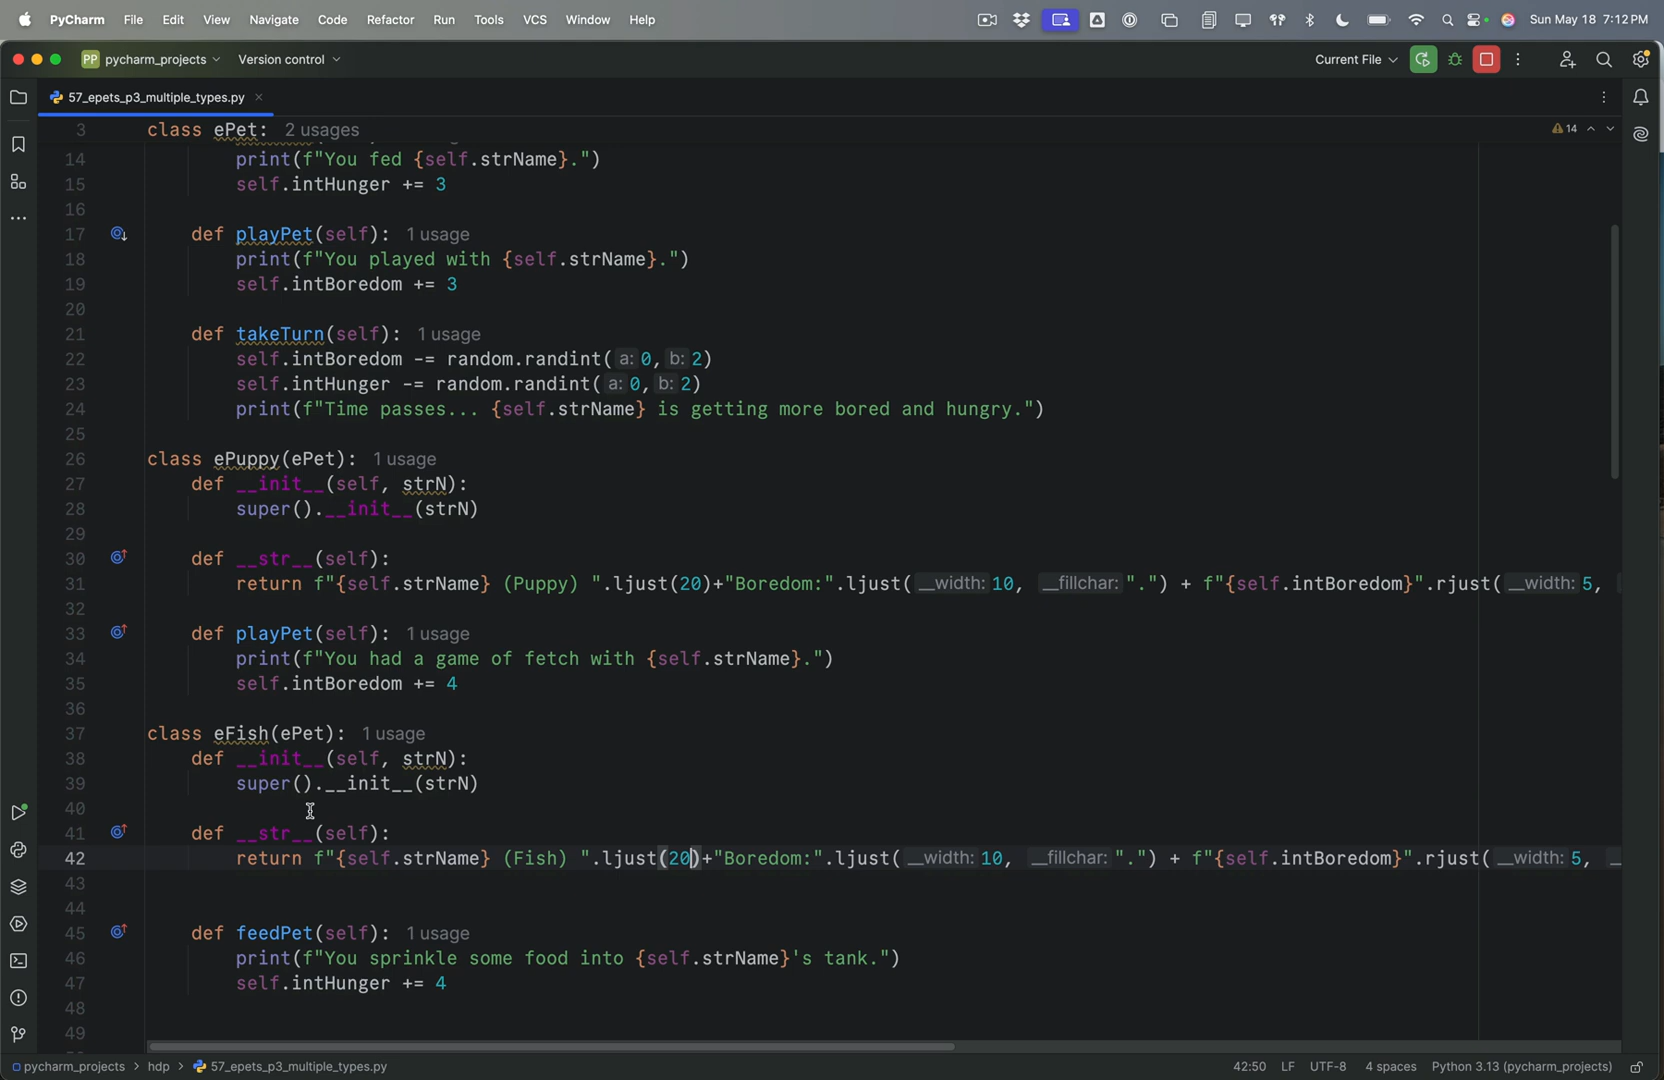 PyCharm File Edit View Navigate Code Refactor Run Tools VCS Window Help Sun May 18 7:12 PM
PP pycharm_projects Version control Current File
57_epets_p3_multiple_types.py
3 class ePet: 2 usages 14
14 print(f"You fed {self.strName}.")
15 self.intHunger += 3
16
17 def playPet(self): 1 usage
18 print(f"You played with {self.strName}.")
19 self.intBoredom += 3
20
21 def takeTurn(self): 1 usage
22 self.intBoredom -= random.randint( a: 0, b: 2)
23 self.intHunger -= random.randint( a: 0, b: 2)
24 print(f"Time passes... {self.strName} is getting more bored and hungry.")
25
26 class ePuppy(ePet): 1 usage
27 def __init__(self, strN):
28 super().__init__(strN)
29
30 def __str__(self):
31 return f"{self.strName} (Puppy) ".ljust(20)+"Boredom:".ljust( __width: 10, __fillchar: ".") + f"{self.intBoredom}".rjust( __width: 5,
32
33 def playPet(self): 1 usage
34 print(f"You had a game of fetch with {self.strName}.")
35 self.intBoredom += 4
36
37 class eFish(ePet): 1 usage
38 def __init__(self, strN):
39 super().__init__(strN)
40
41 def __str__(self):
42 return f"{self.strName} (Fish) ".ljust(20)+"Boredom:".ljust( __width: 10, __fillchar: ".") + f"{self.intBoredom}".rjust( __width: 5,
43
44
45 def feedPet(self): 1 usage
46 print(f"You sprinkle some food into {self.strName}'s tank.")
47 self.intHunger += 4
48
49
pycharm_projects > hdp > 57_epets_p3_multiple_types.py 42:50 LF UTF-8 4 spaces Python 3.13 (pycharm_projects)